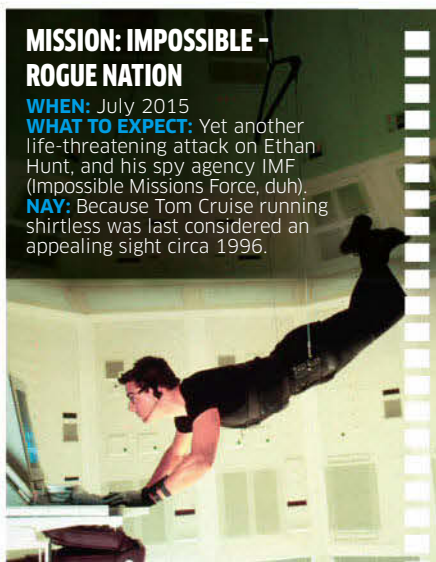 MISSION: IMPOSSIBLE –
ROGUE NATION
WHEN: July 2015
WHAT TO EXPECT: Yet another
life-threatening attack on Ethan
Hunt, and his spy agency IMF
(Impossible Missions Force, duh).
NAY: Because Tom Cruise running
shirtless was last considered an
appealing sight circa 1996.